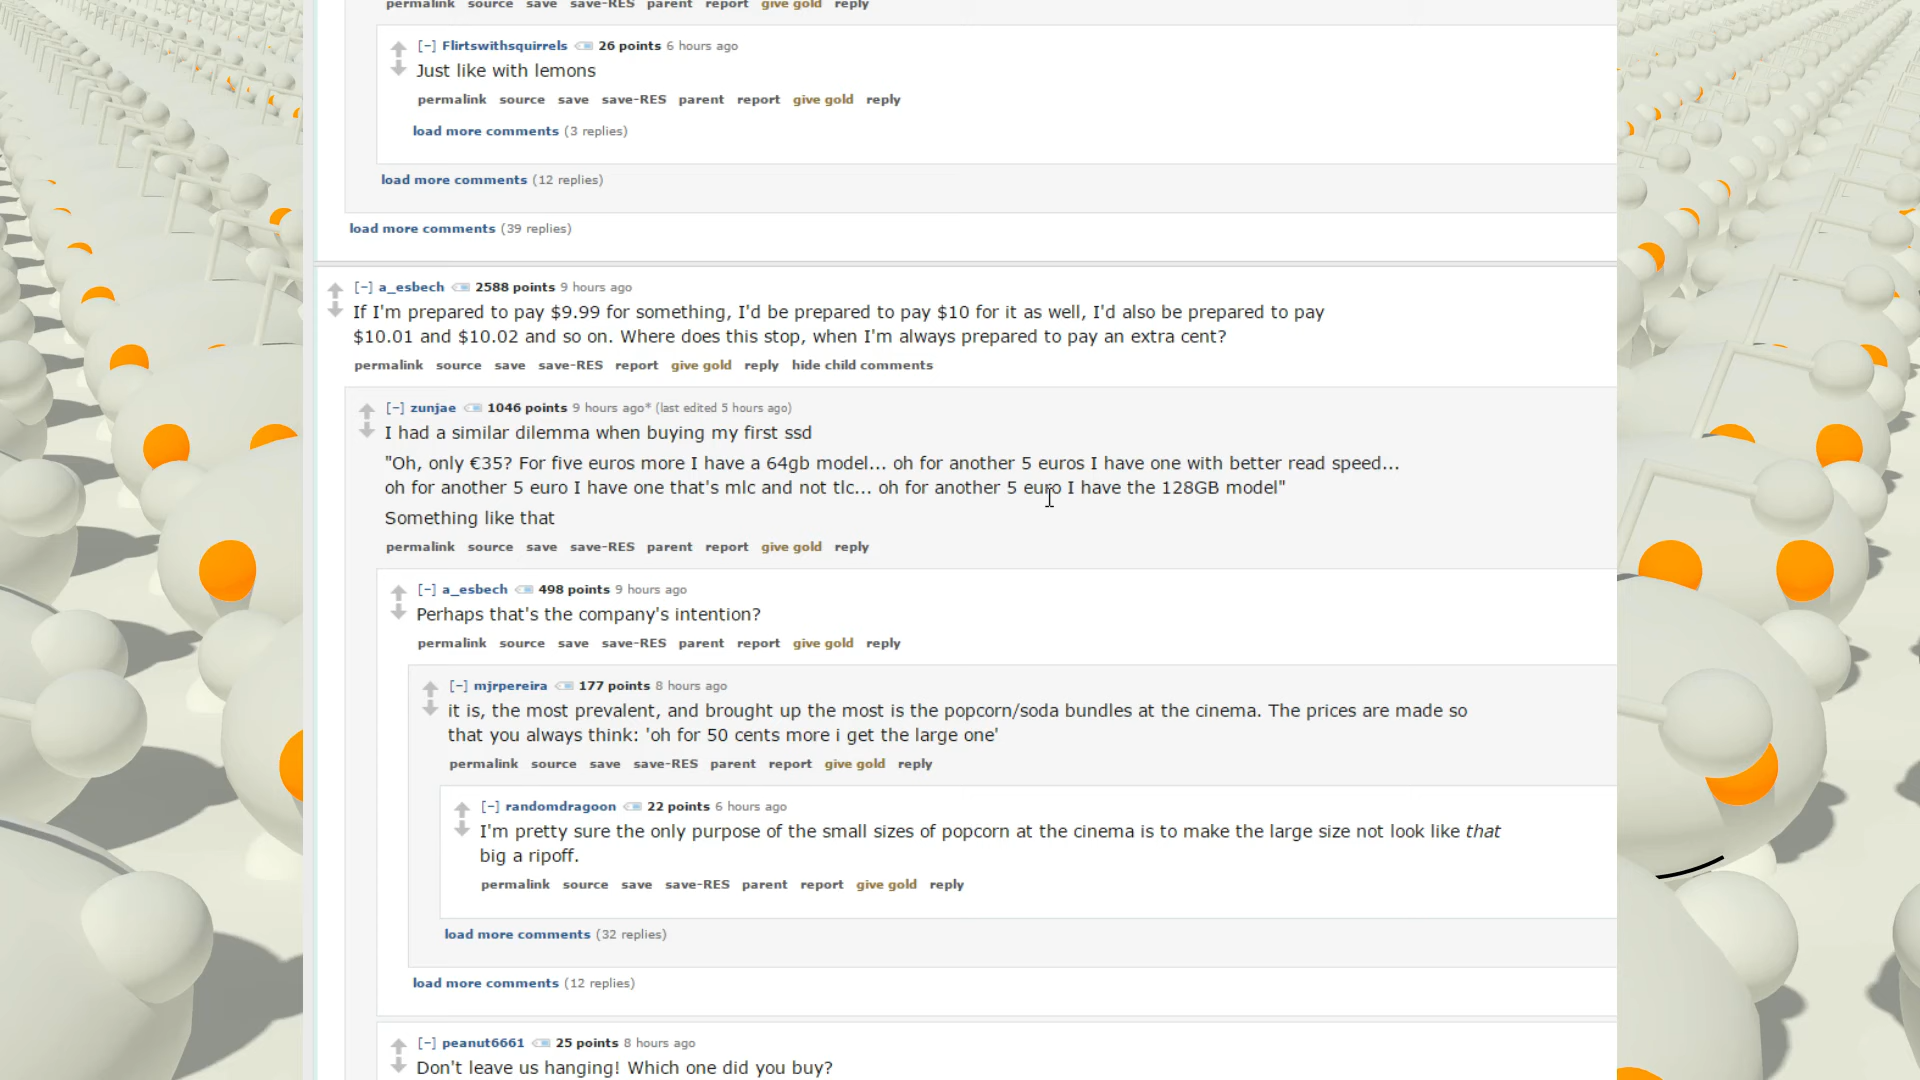 permalink source save save-RES parent report give gold reply
[-] Flirtswithsquirrels 26 points 6 hours ago
Just like with lemons
permalink source save save-RES parent report give gold reply
load more comments (3 replies)
load more comments (12 replies)
load more comments (39 replies)
[-] a_esbech 2588 points 9 hours ago
If I'm prepared to pay $9.99 for something, I'd be prepared to pay $10 for it as well, I'd also be prepared to pay
$10.01 and $10.02 and so on. Where does this stop, when I'm always prepared to pay an extra cent?
permalink source save save-RES report give gold reply hide child comments
[-] zunjae 1046 points 9 hours ago* (last edited 5 hours ago)
I had a similar dilemma when buying my first ssd
"Oh, only €35? For five euros more I have a 64gb model... oh for another 5 euros I have one with better read speed...
oh for another 5 euro I have one that's mlc and not tlc... oh for another 5 euro I have the 128GB model"
Something like that
permalink source save save-RES parent report give gold reply
[-] a_esbech 498 points 9 hours ago
Perhaps that's the company's intention?
permalink source save save-RES parent report give gold reply
[-] mjrpereira 177 points 8 hours ago
it is, the most prevalent, and brought up the most is the popcorn/soda bundles at the cinema. The prices are made so
that you always think: 'oh for 50 cents more i get the large one'
permalink source save save-RES parent report give gold reply
[-] randomdragoon 22 points 6 hours ago
I'm pretty sure the only purpose of the small sizes of popcorn at the cinema is to make the large size not look like that
big a ripoff.
permalink source save save-RES parent report give gold reply
load more comments (32 replies)
load more comments (12 replies)
[-] peanut6661 25 points 8 hours ago
Don't leave us hanging! Which one did you buy?